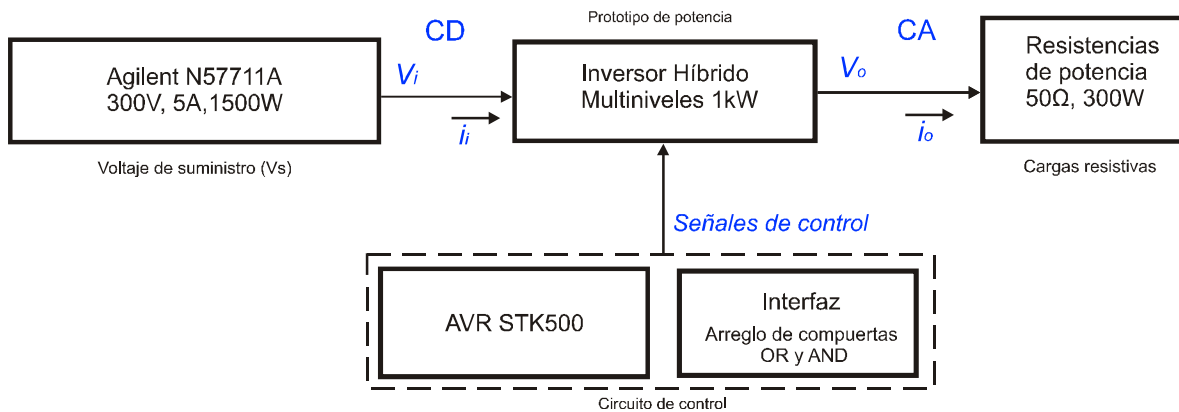 Prototipo de potencia
CD
CA
Agilent N57711A
300V, 5A,1500W
Vi
ii
Inversor Híbrido
Multiniveles 1kW
Vo
io
Resistencias
de potencia
50Ω, 300W
Voltaje de suministro (Vs)
Cargas resistivas
Señales de control
AVR STK500
Interfaz
Arreglo de compuertas
OR y AND
Circuito de control